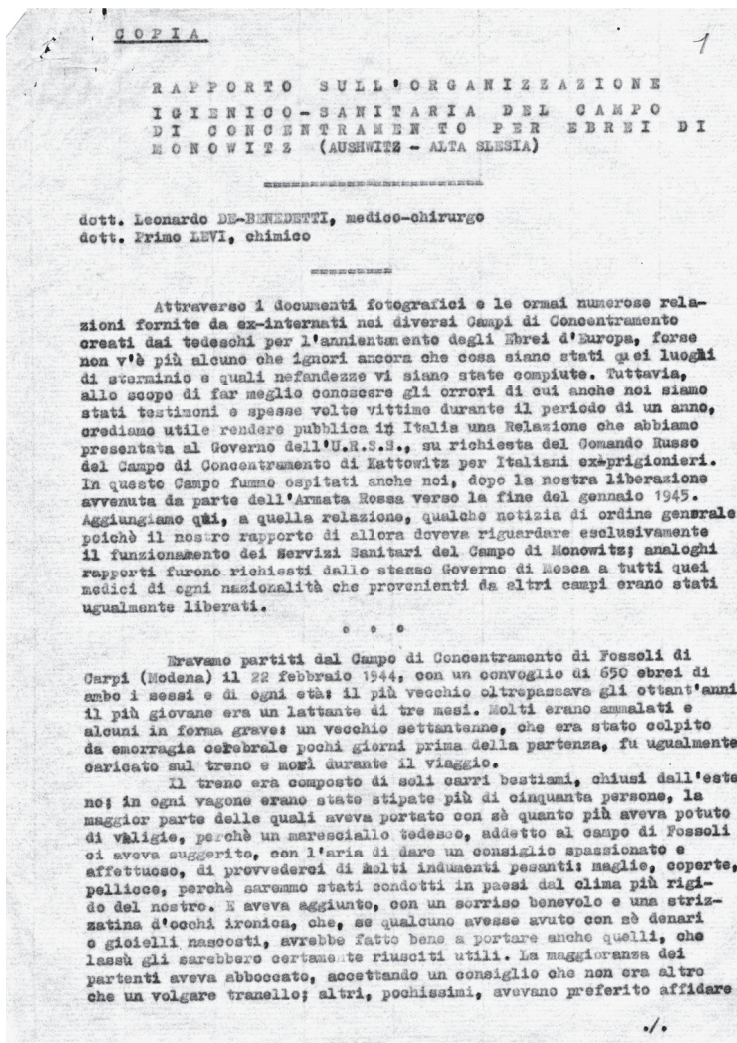 COPIA
1
RAPPORTO SULL'ORGANIZZAZIONE
IGIENICO-SANITARIA DEL CAMPO
DI CONCENTRAMENTO PER EBREI DI
MONOWITZ (AUSHWITZ - ALTA SLESIA)
dott. Leonardo DE-BENEDETTI, medico-chirurgo
dott. Primo LEVI, chimico
Attraverso i documenti fotografici e le ormai numerose rela-
zioni fornite da ex-internati nei diversi Campi di Concentramento
creati dai tedeschi per l'annientamento degli Ebrei d'Europa, forse
non v'è più alcuno che ignori ancora che cosa siano stati quei luoghi
di sterminio e quali nefandezze vi siano state compiute. Tuttavia,
allo scopo di far meglio conoscere gli orrori di cui anche noi siamo
stati testimoni e spesse volte vittime durante il periodo di un anno,
crediamo utile rendere pubblica in Italia una Relazione che abbiamo
presentata al Governo dell'U.R.S.S., su richiesta del Comando Russo
del Campo di Concentramento di Kattowitz per Italiani ex-prigionieri.
In questo Campo fummo ospitati anche noi, dopo la nostra liberazione
avvenuta da parte dell'Armata Rossa verso la fine del gennaio 1945.
Aggiungiamo qui, a quella relazione, qualche notizia di ordine generale
poichè il nostro rapporto di allora doveva riguardare esclusivamente
il funzionamento dei Servizi Sanitari del Campo di Monowitz; analoghi
rapporti furono richiesti dallo stesso Governo di Mosca a tutti quei
medici di ogni nazionalità che provenienti da altri campi erano stati
ugualmente liberati.
° ° °
Eravamo partiti dal Campo di Concentramento di Fossoli di
Carpi (Modena) il 22 febbraio 1944, con un convoglio di 650 ebrei di
ambo i sessi e di ogni età: il più vecchio oltrepassava gli ottant'anni
il più giovane era un lattante di tre mesi. Molti erano ammalati e
alcuni in forma grave: un vecchio settantenne, che era stato colpito
da emorragia cerebrale pochi giorni prima della partenza, fu ugualmente
caricato sul treno e morì durante il viaggio.
Il treno era composto di soli carri bestiami, chiusi dall'este
no; in ogni vagone erano state stipate più di cinquanta persone, la
maggior parte delle quali aveva portato con sè quanto più aveva potuto
di valigie, perchè un maresciallo tedesco, addetto al campo di Fossoli
ci aveva suggerito, con l'aria di dare un consiglio spassionato e
affettuoso, di provvederci di molti indumenti pesanti: maglie, coperte,
pelliccie, perchè saremmo stati condotti in paesi dal clima più rigi-
do del nostro. E aveva aggiunto, con un sorriso benevolo e una striz-
zatina d'occhi ironica, che, se qualcuno avesse avuto con sè denari
o gioielli nascosti, avrebbe fatto bene a portare anche quelli, che
lassù gli sarebbero certamente riusciti utili. La maggioranza dei
partenti aveva abboccato, accettando un consiglio che non era altro
che un volgare tranello; altri, pochissimi, avevano preferito affidare
./.